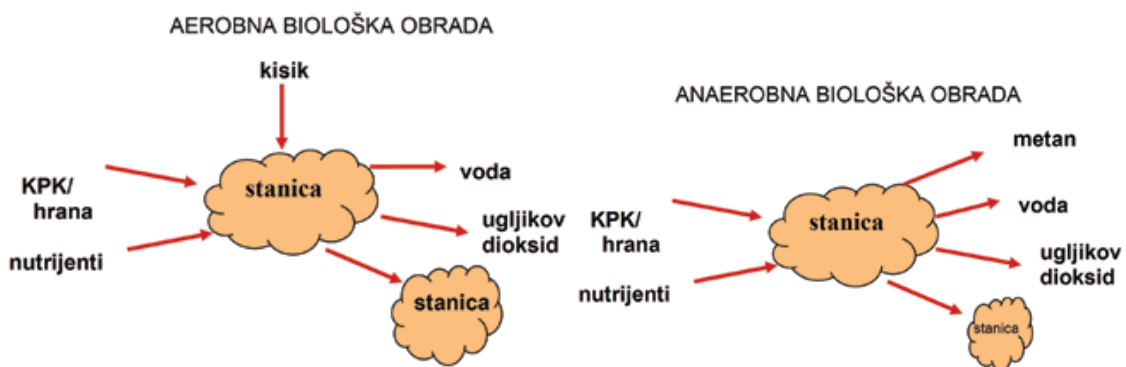 AEROBNA BIOLOŠKA OBRADA
kisik
KPK/
hrana
nutrijenti
stanica
voda
ugljikov
dioksid
stanica
ANAEROBNA BIOLOŠKA OBRADA
KPK/
hrana
nutrijenti
stanica
metan
voda
ugljikov
dioksid
stanica